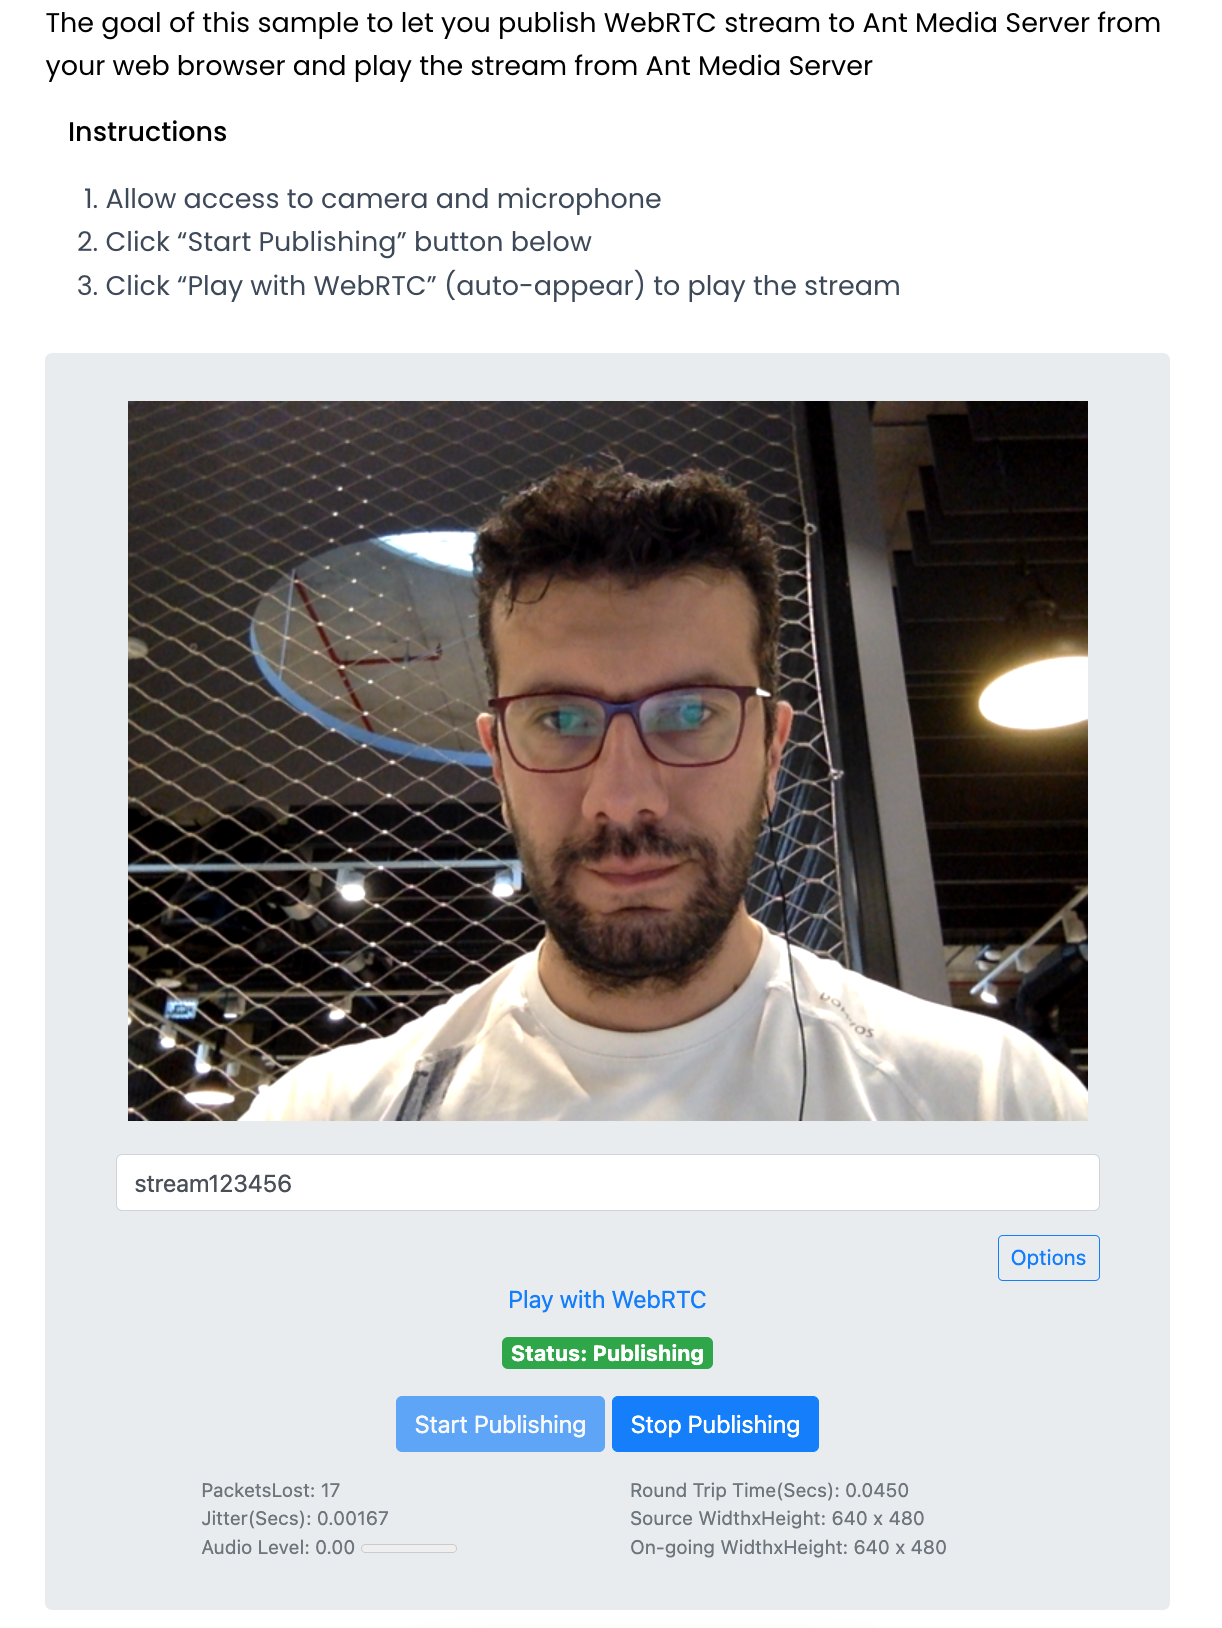 The goal of this sample to let you publish WebRTC stream to Ant Media Server from
your web browser and play the stream from Ant Media Server
Instructions
1. Allow access to camera and microphone
2. Click “Start Publishing” button below
3. Click “Play with WebRTC” (auto-appear) to play the stream
stream123456
Options
Play with WebRTC
Status: Publishing
Start Publishing Stop Publishing
PacketsLost: 17 Round Trip Time(Secs): 0.0450
Jitter(Secs): 0.00167 Source WidthxHeight: 640 x 480
Audio Level: 0.00 On-going WidthxHeight: 640 x 480